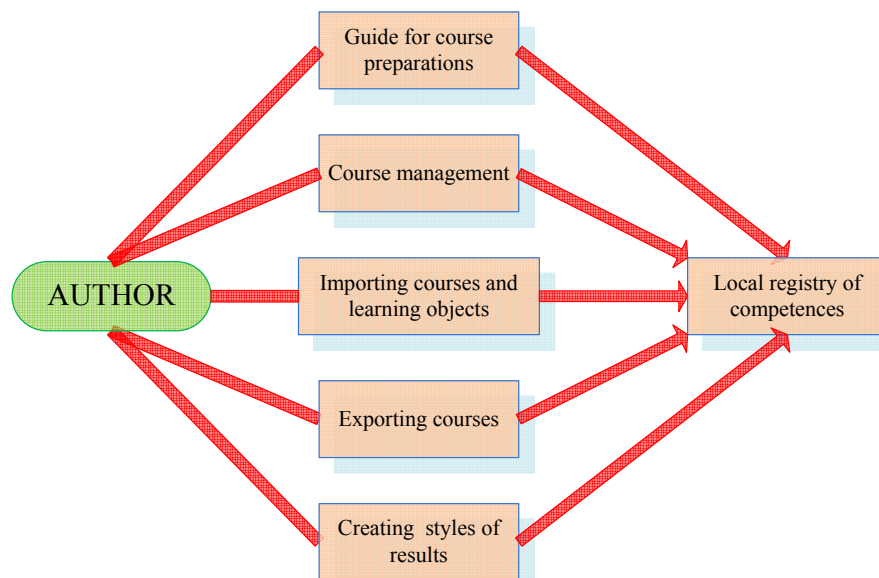 Guide for course
preparations
Course management
AUTHOR
Importing courses and
learning objects
Local registry of
competences
Exporting courses
Creating  styles of
results